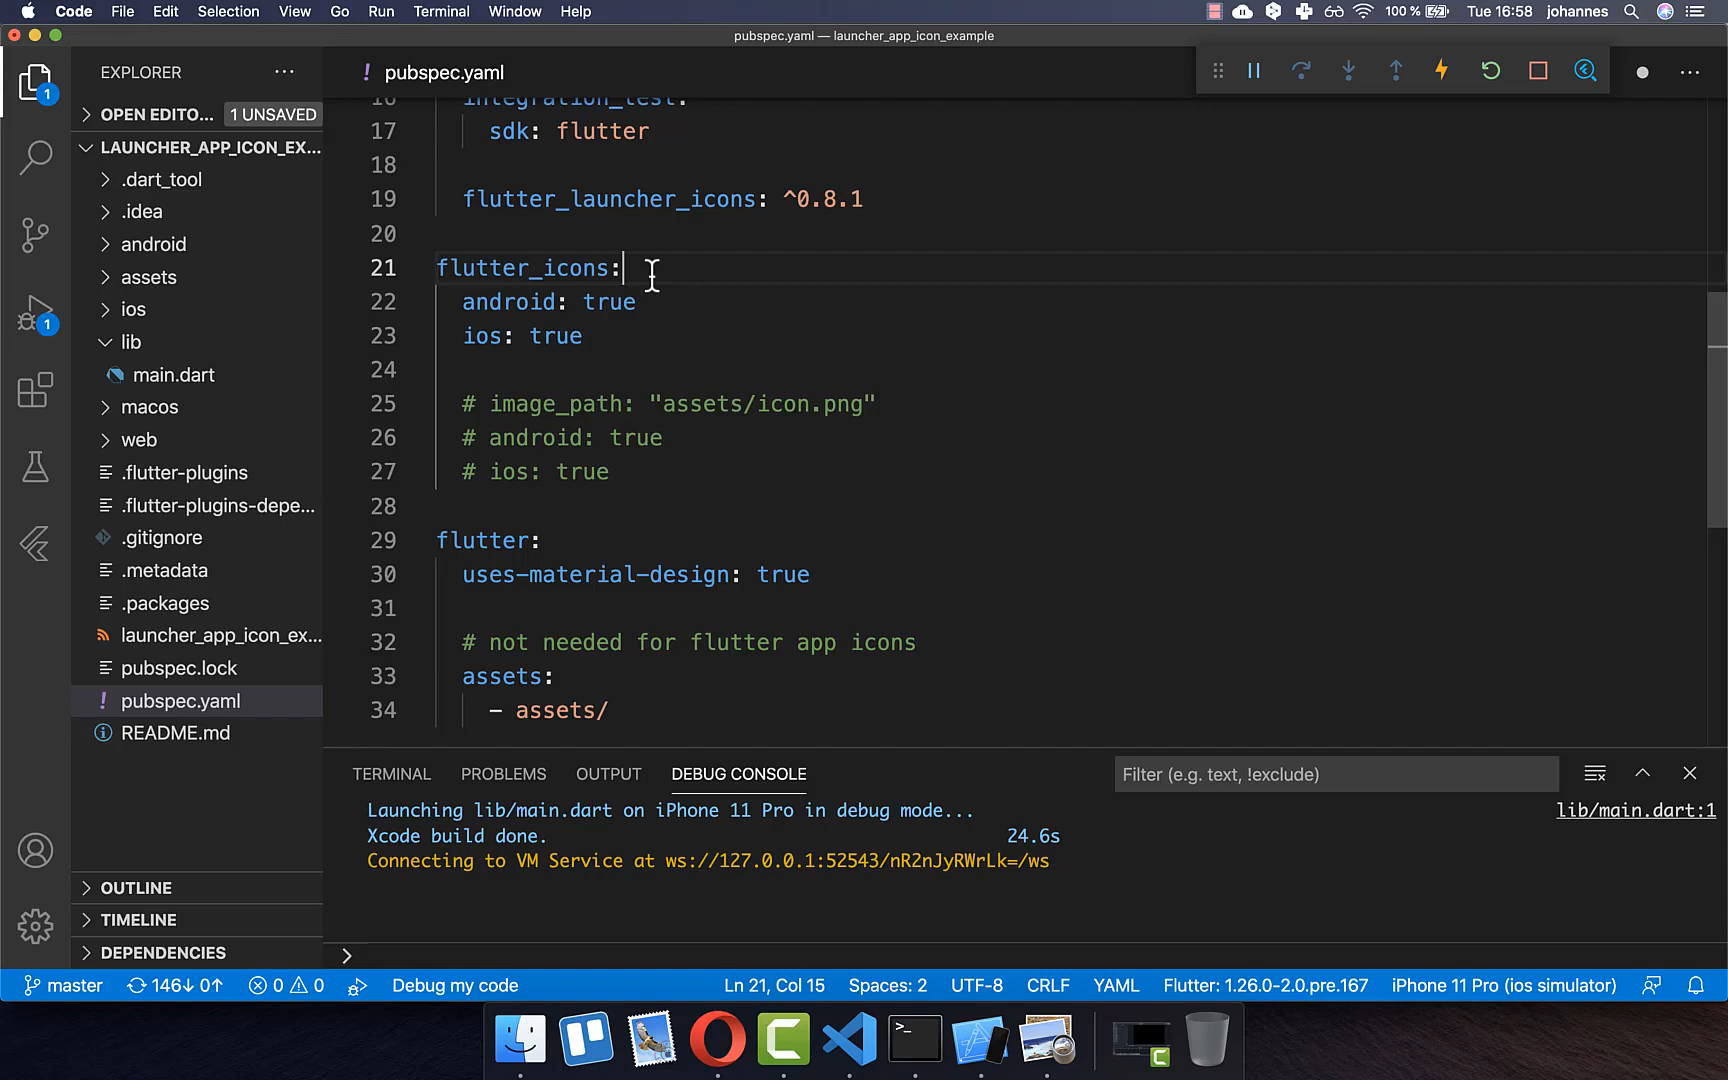 Code File Edit Selection View Go Run Terminal Window Help 100 % Tue 16:58 johannes
pubspec.yaml — launcher_app_icon_example
EXPLORER
! pubspec.yaml
OPEN EDITO... 1 UNSAVED
LAUNCHER_APP_ICON_EX...
.dart_tool
.idea
android
assets
ios
lib
main.dart
macos
web
.flutter-plugins
.flutter-plugins-depe...
.gitignore
.metadata
.packages
launcher_app_icon_ex...
pubspec.lock
! pubspec.yaml
README.md
OUTLINE
TIMELINE
DEPENDENCIES
1
1
16 integration_test:
17 sdk: flutter
18
19 flutter_launcher_icons: ^0.8.1
20
21 flutter_icons:
22 android: true
23 ios: true
24
25 # image_path: "assets/icon.png"
26 # android: true
27 # ios: true
28
29 flutter:
30 uses-material-design: true
31
32 # not needed for flutter app icons
33 assets:
34 - assets/
TERMINAL PROBLEMS OUTPUT DEBUG CONSOLE Filter (e.g. text, !exclude)
Launching lib/main.dart on iPhone 11 Pro in debug mode... lib/main.dart:1
Xcode build done. 24.6s
Connecting to VM Service at ws://127.0.0.1:52543/nR2nJyRWrLk=/ws
master 146↓ 0↑ 0 0 Debug my code Ln 21, Col 15 Spaces: 2 UTF-8 CRLF YAML Flutter: 1.26.0-2.0.pre.167 iPhone 11 Pro (ios simulator)